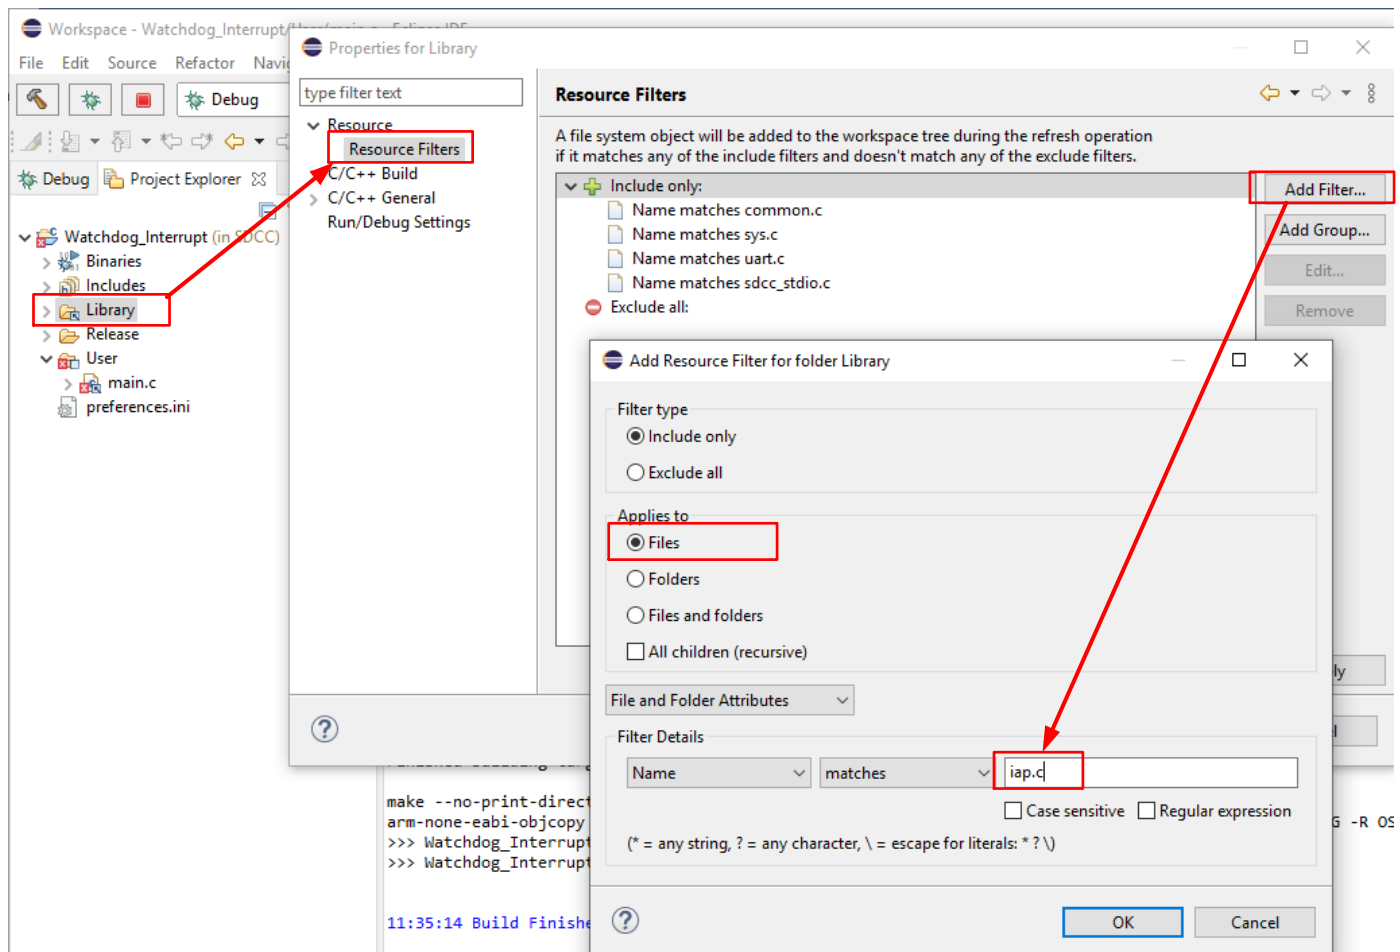 Workspace - Watchdog_Interrupt/
Properties for Library
File Edit Source Refactor
type filter text
Resource Filters
Debug
Resource
A file system object will be added to the workspace tree during the refresh operation
Resource Filters
if it matches any of the include filters and doesn't match any of the exclude filters.
Debug Project Explorer
C/C++ Build
Include only:
Add Filter...
C/C++ General
Name matches common.c
Run/Debug Settings
Name matches sys.c
Add Group...
Watchdog_Interrupt (in SDCC)
Name matches uart.c
Binaries
Edit...
Includes
Name matches sdcc_stdio.c
Library
Exclude all:
Remove
Release
User
Add Resource Filter for folder Library
main.c
preferences.ini
Filter type
Include only
Exclude all
Applies to
Files
Folders
Files and folders
All children (recursive)
File and Folder Attributes
Filter Details
Name matches iap.c
make --no-print-direct
Case sensitive Regular expression
arm-none-eabi-objcopy
G -R OS
>>> Watchdog_Interrupt
(* = any string, ? = any character, \ = escape for literals: * ? \)
>>> Watchdog_Interrupt
11:35:14 Build Finishe
OK Cancel